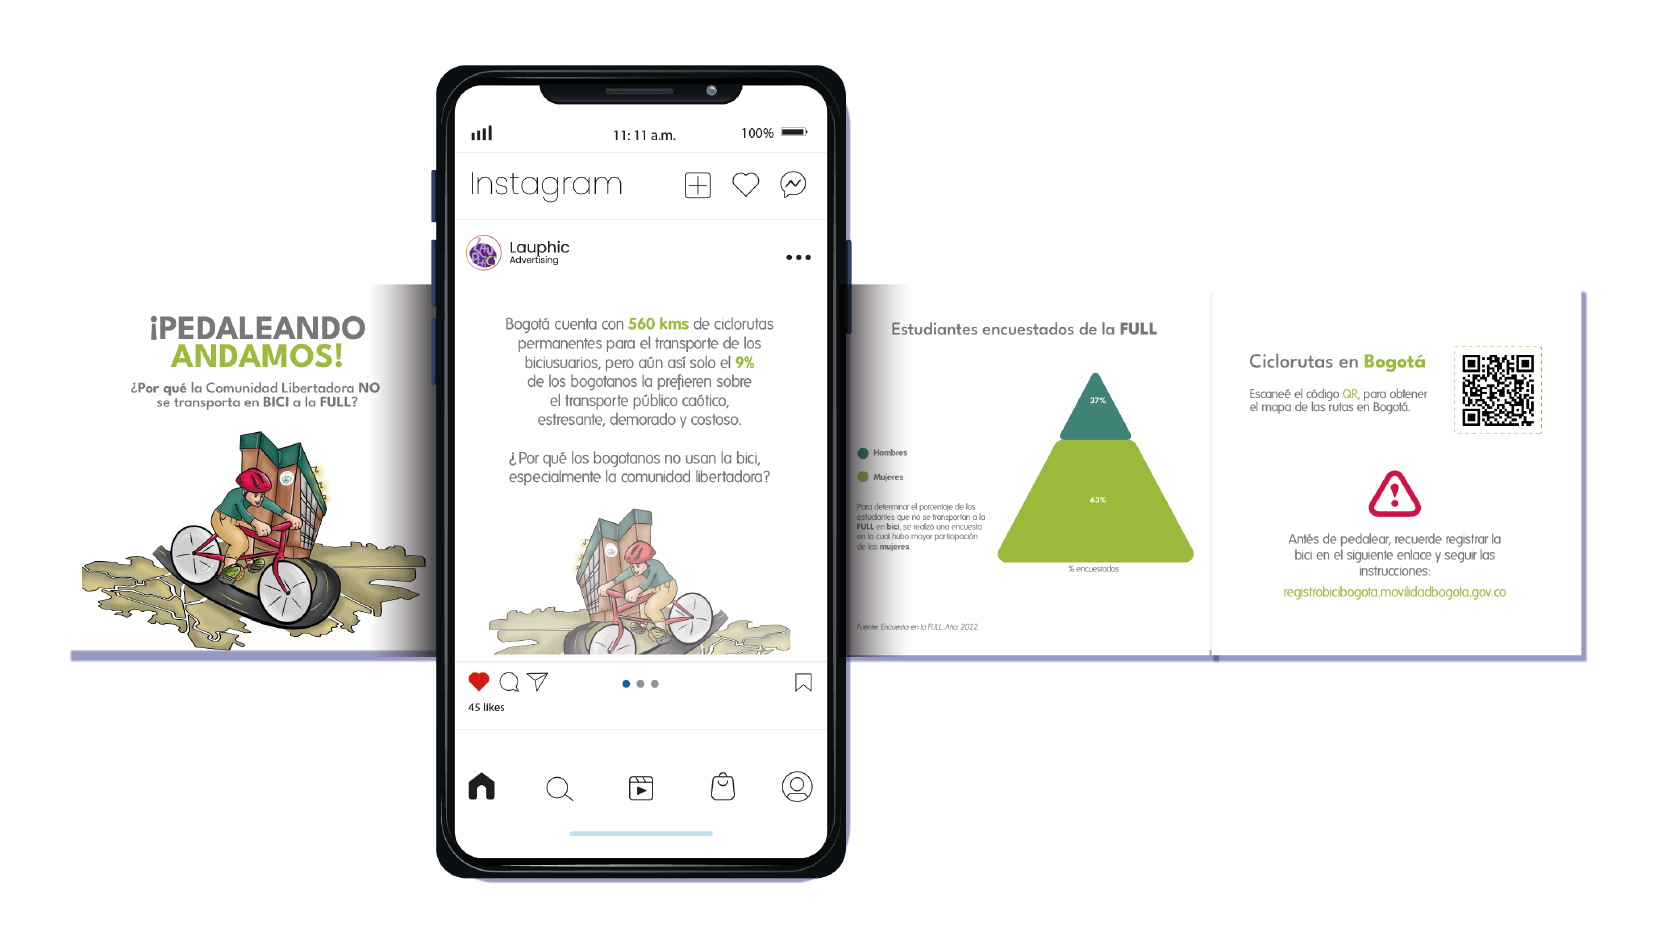 ¡PEDALEANDO
ANDAMOS!
¿Por qué la Comunidad Libertadora NO
se transporta en BICI a la FULL?
11: 11 a.m.
100%
Instagram
Lauphic
Advertising
Bogotá cuenta con 560 kms de ciclorutas
permanentes para el transporte de los
biciusuarios, pero aún así solo el 9%
de los bogotanos la prefieren sobre
el transporte público caótico,
estresante, demorado y costoso.
¿Por qué los bogotanos no usan la bici,
especialmente la comunidad libertadora?
45 likes
Estudiantes encuestados de la FULL
37%
Hombres
Mujeres
63%
Para determinar el porcentaje de los
estudiantes que no se transportan a la
FULL en bici, se realizó una encuesta
en la cual hubo mayor participación
de las mujeres.
% encuestados
Fuente: Encuesta en la FULL. Año: 2022.
Ciclorutas en Bogotá
Escaneé el código QR, para obtener
el mapa de las rutas en Bogotá.
Antés de pedalear, recuerde registrar la
bici en el siguiente enlace y seguir las
instrucciones:
registrobicibogota.movilidadbogota.gov.co